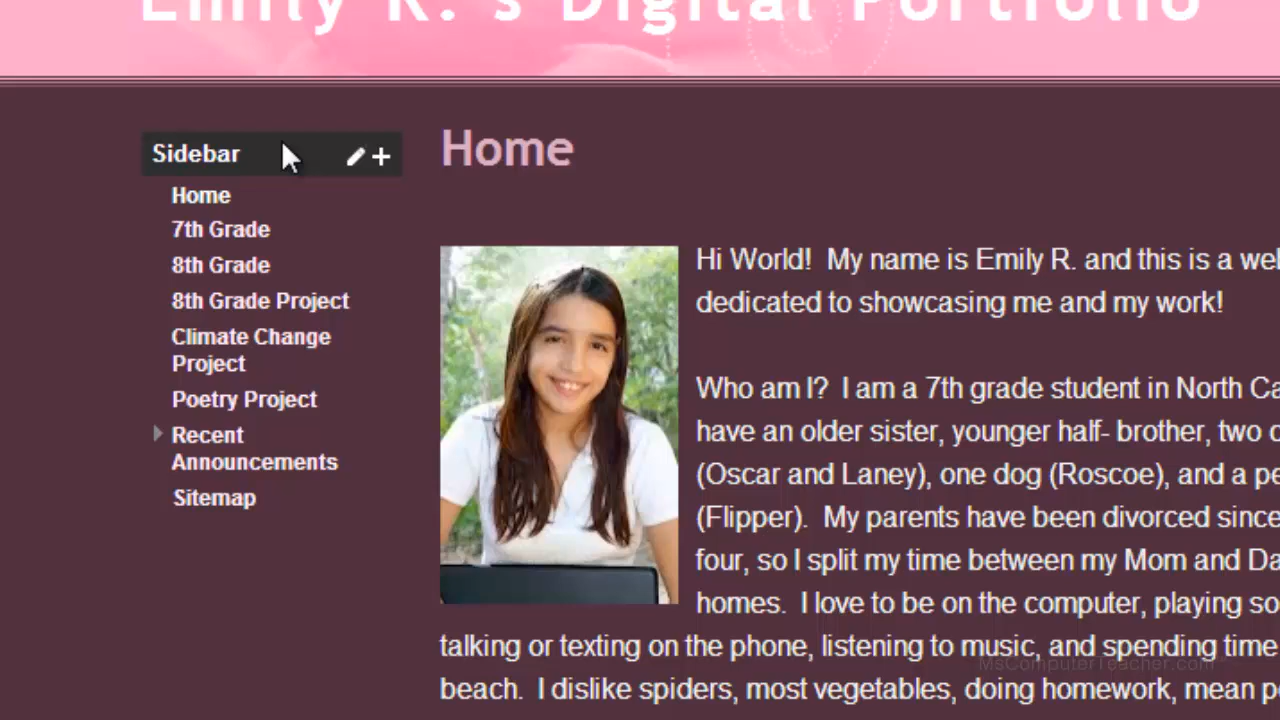 Emily R.'s Digital Portfolio
Sidebar
Home
7th Grade
8th Grade
8th Grade Project
Climate Change
Project
Poetry Project
Recent
Announcements
Sitemap
Home
Hi World! My name is Emily R. and this is a
dedicated to showcasing me and my work!
Who am I? I am a 7th grade student in North
have an older sister, younger half- brother, two
(Oscar and Laney), one dog (Roscoe), and a
(Flipper). My parents have been divorced since
four, so I split my time between my Mom and
homes. I love to be on the computer, playing
talking or texting on the phone, listening to music, and spending time
beach. I dislike spiders, most vegetables, doing homework, mean
MsComputerTeacher.com